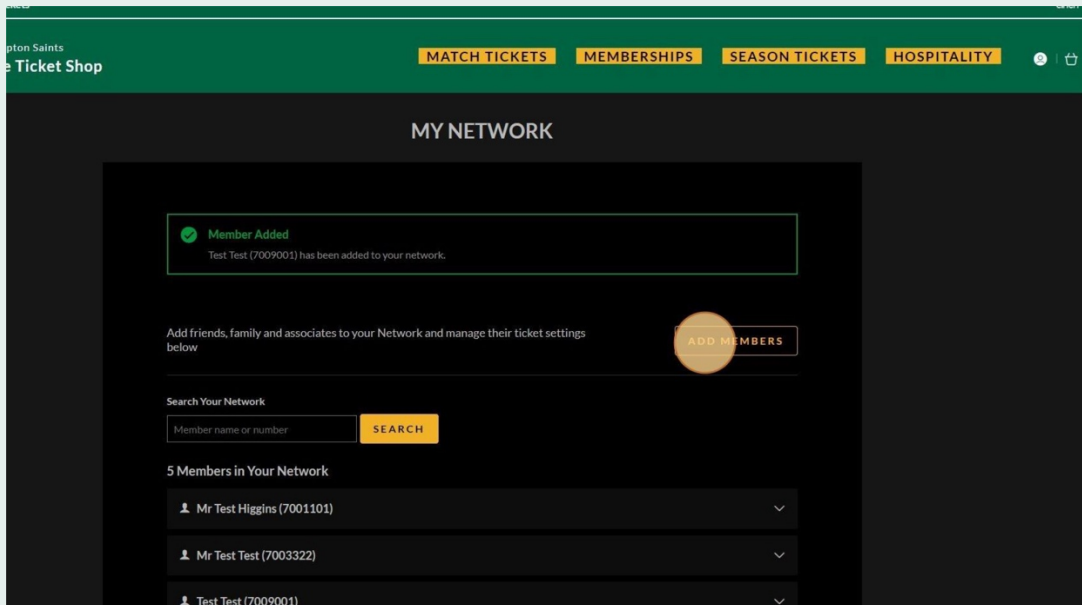 pton Saints
e Ticket Shop
MATCH TICKETS MEMBERSHIPS SEASON TICKETS HOSPITALITY
MY NETWORK
Member Added
Test Test (7009001) has been added to your network.
Add friends, family and associates to your Network and manage their ticket settings
below
ADD MEMBERS
Search Your Network
Member name or number
SEARCH
5 Members in Your Network
Mr Test Higgins (7001101)
Mr Test Test (7003322)
Test Test (7009001)